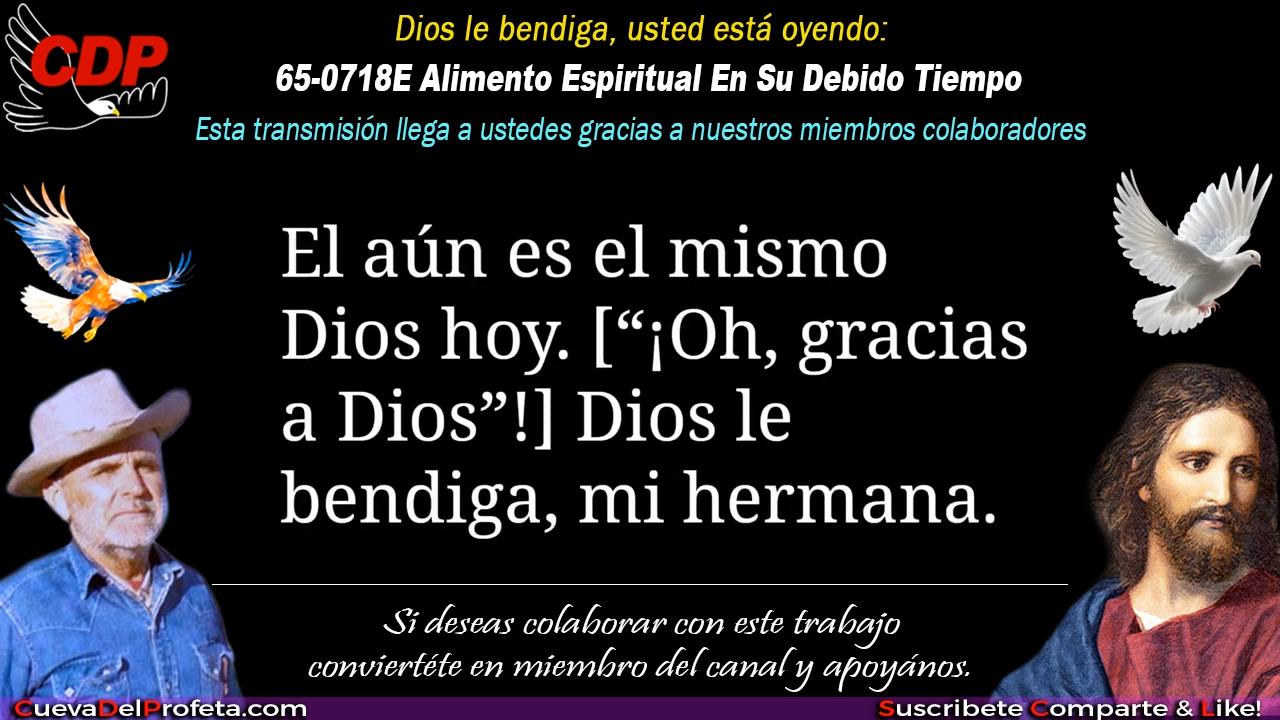 CDP
Dios le bendiga, usted está oyendo:
65-0718E Alimento Espiritual En Su Debido Tiempo
Esta transmisión llega a ustedes gracias a nuestros miembros colaboradores
El aún es el mismo
Dios hoy. [“¡Oh, gracias
a Dios”!] Dios le
bendiga, mi hermana.
Si deseas colaborar con este trabajo
conviertéte en miembro del canal y apoyános.
CuevaDelProfeta.com
Suscribete Comparte & Like!